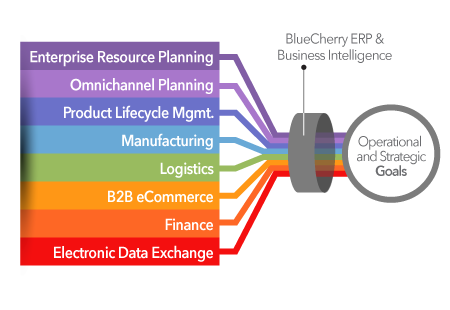 BlueCherry ERP &
Business Intelligence
Enterprise Resource Planning
Omnichannel Planning
Product Lifecycle Mgmt.
Manufacturing
Logistics
B2B eCommerce
Finance
Electronic Data Exchange
Operational
and Strategic
Goals